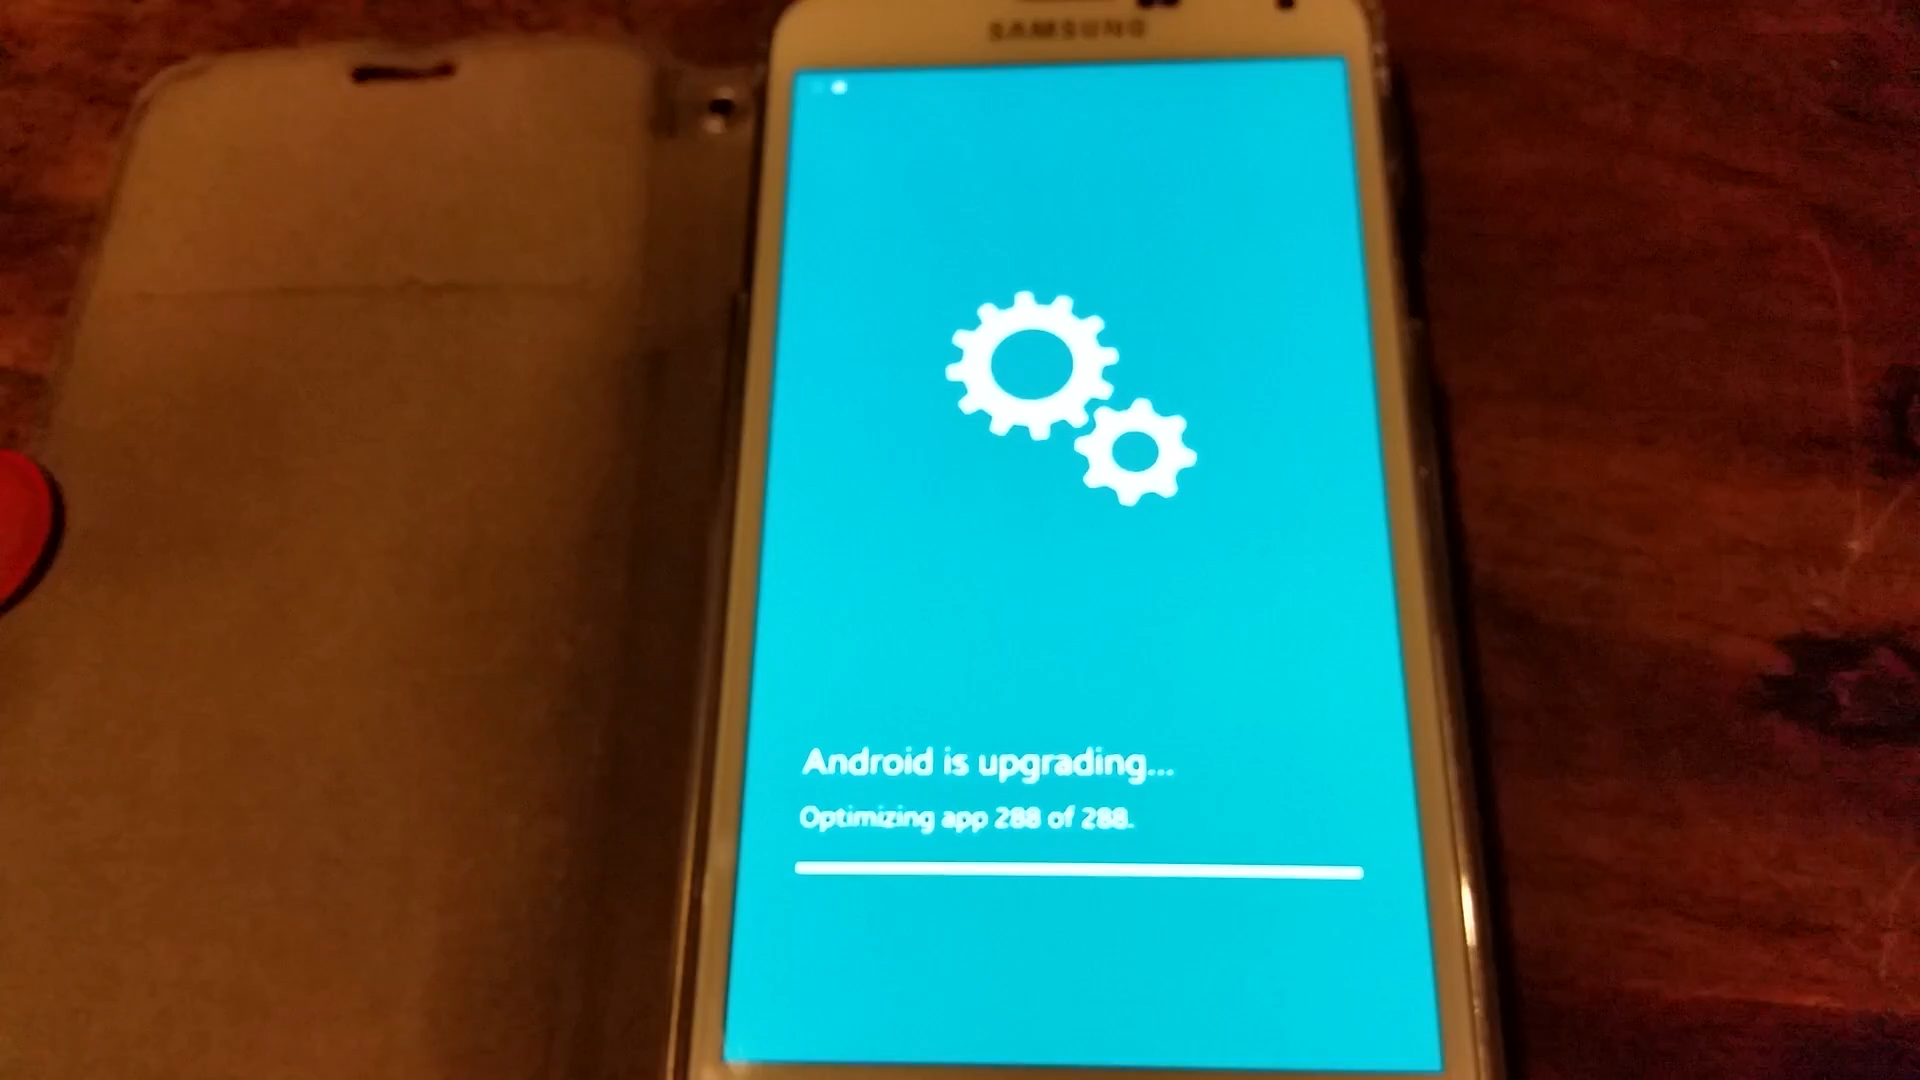 SAMSUNG
Android is upgrading...
Optimizing app 288 of 288.